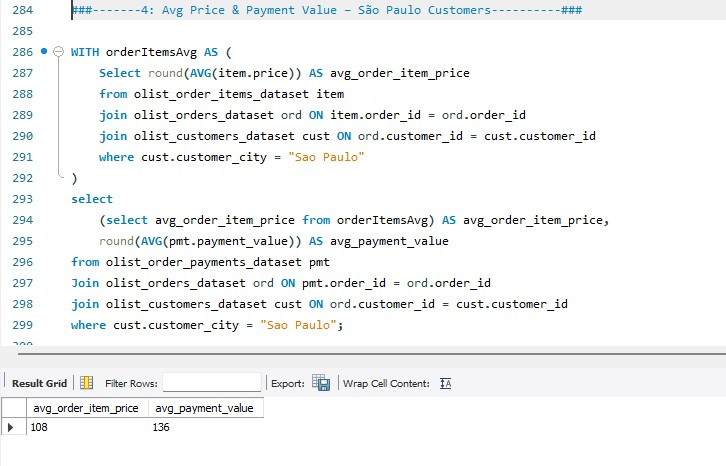 284 ###-------4: Avg Price & Payment Value – São Paulo Customers----------###
285
286 WITH orderItemsAvg AS (
287 Select round(AVG(item.price)) AS avg_order_item_price
288 from olist_order_items_dataset item
289 join olist_orders_dataset ord ON item.order_id = ord.order_id
290 join olist_customers_dataset cust ON ord.customer_id = cust.customer_id
291 where cust.customer_city = "Sao Paulo"
292 )
293 select
294 (select avg_order_item_price from orderItemsAvg) AS avg_order_item_price,
295 round(AVG(pmt.payment_value)) AS avg_payment_value
296 from olist_order_payments_dataset pmt
297 Join olist_orders_dataset ord ON pmt.order_id = ord.order_id
298 join olist_customers_dataset cust ON ord.customer_id = cust.customer_id
299 where cust.customer_city = "Sao Paulo";
Result Grid Filter Rows: Export: Wrap Cell Content:
avg_order_item_price avg_payment_value
108 136